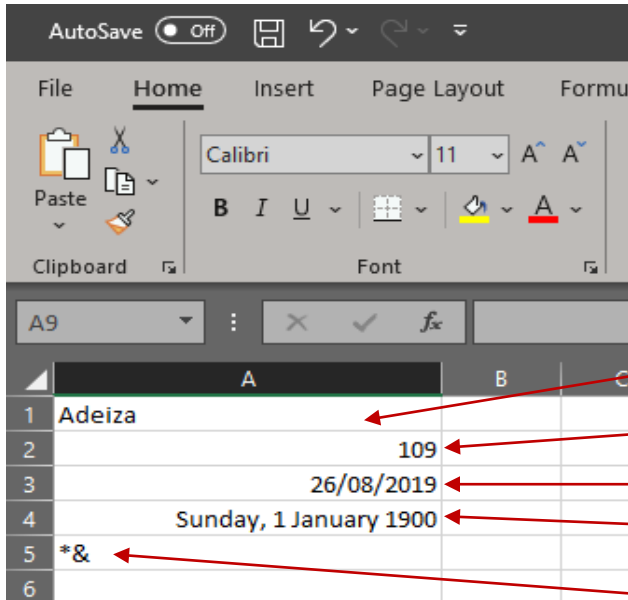 AutoSave Off
File Home Insert Page Layout Formu
Calibri 11 A A
Paste
B I U A
Clipboard Font
A9 fx
A B C
1 Adeiza
2 109
3 26/08/2019
4 Sunday, 1 January 1900
5 *&
6